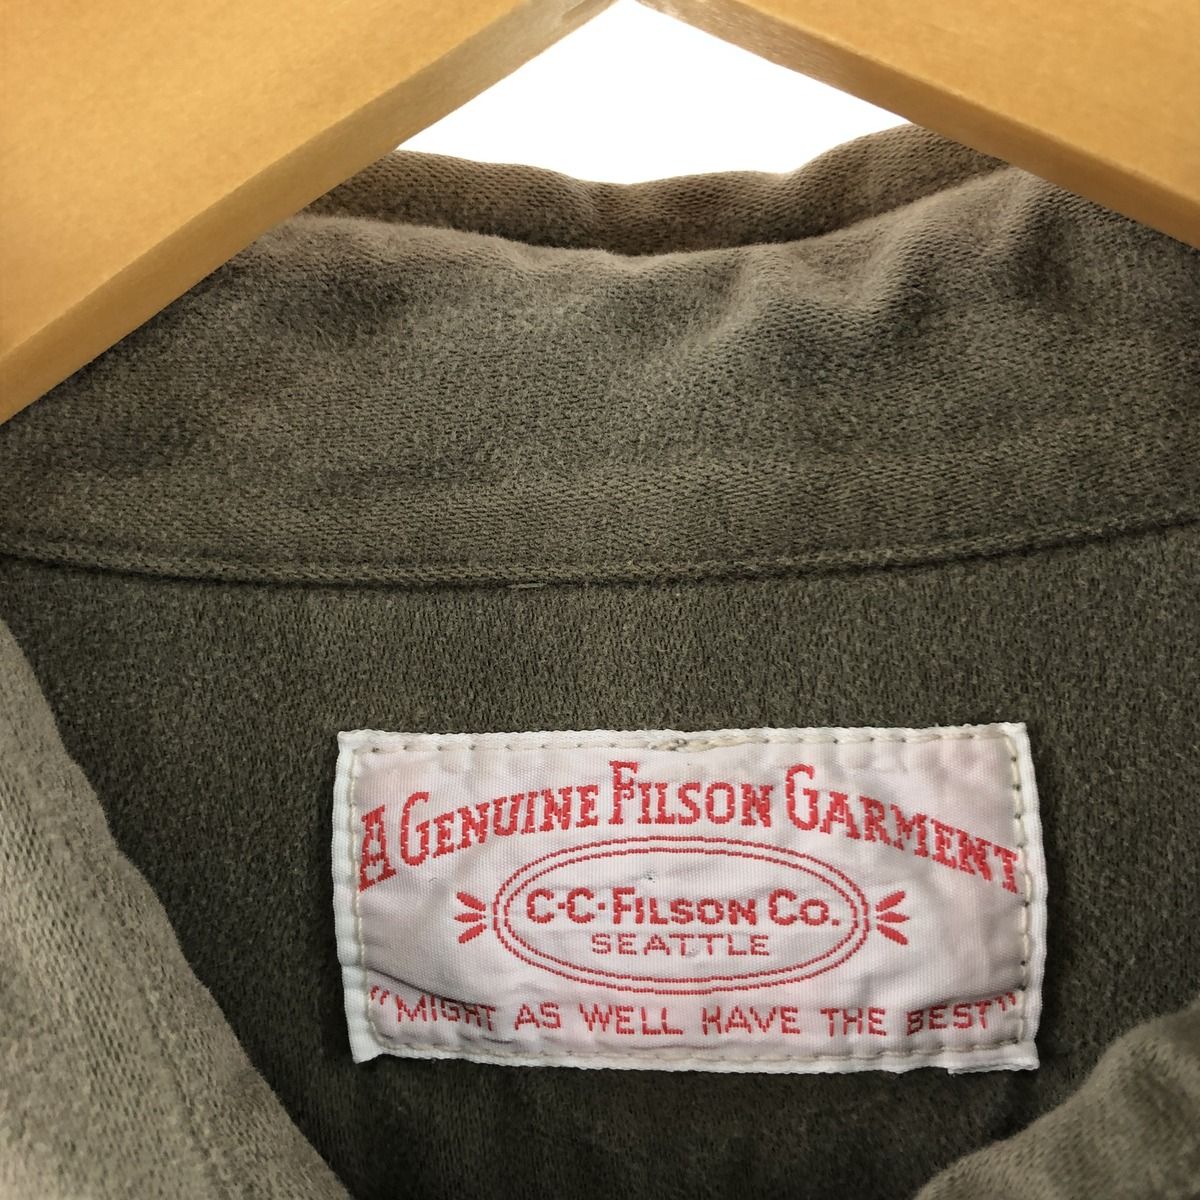 A GENUINE FILSON GARMENT
C·C·FILSON CO.
SEATTLE
"MIGHT AS WELL HAVE THE BEST"